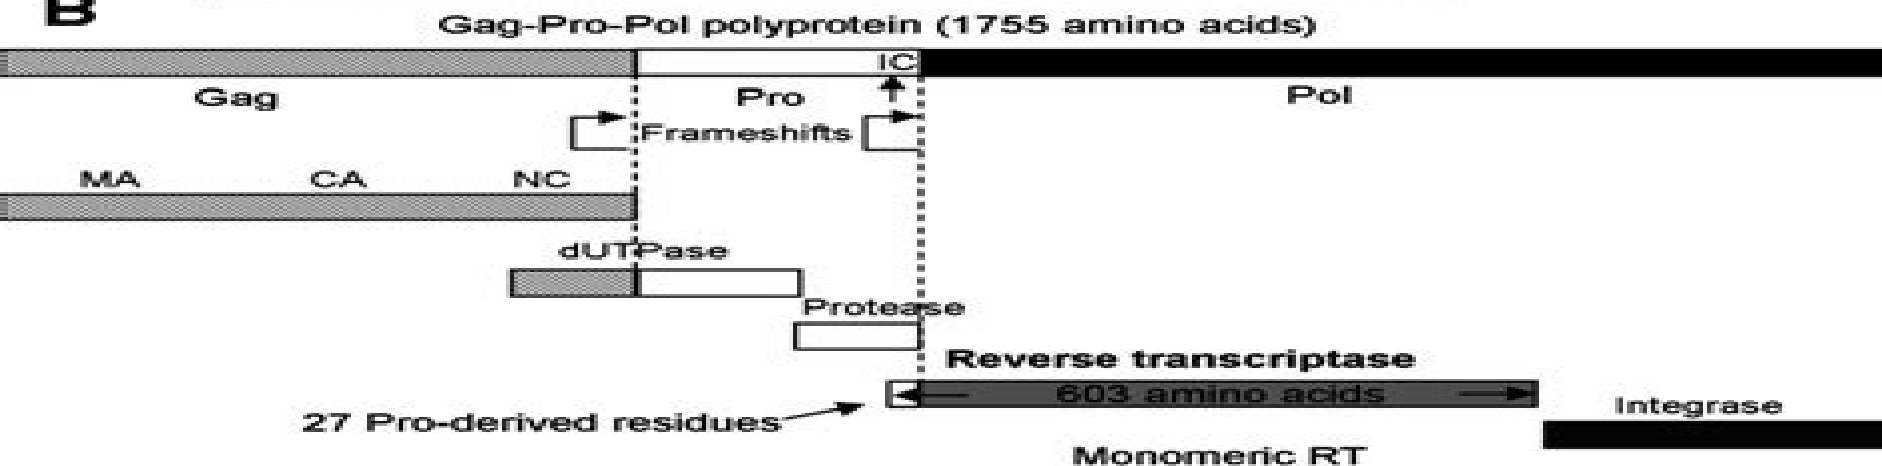 B
Gag-Pro-Pol polyprotein (1755 amino acids)
IC
Gag Pro Pol
Frameshifts
MA CA NC
dUTPase
Protease
Reverse transcriptase
603 amino acids
27 Pro-derived residues
Integrase
Monomeric RT